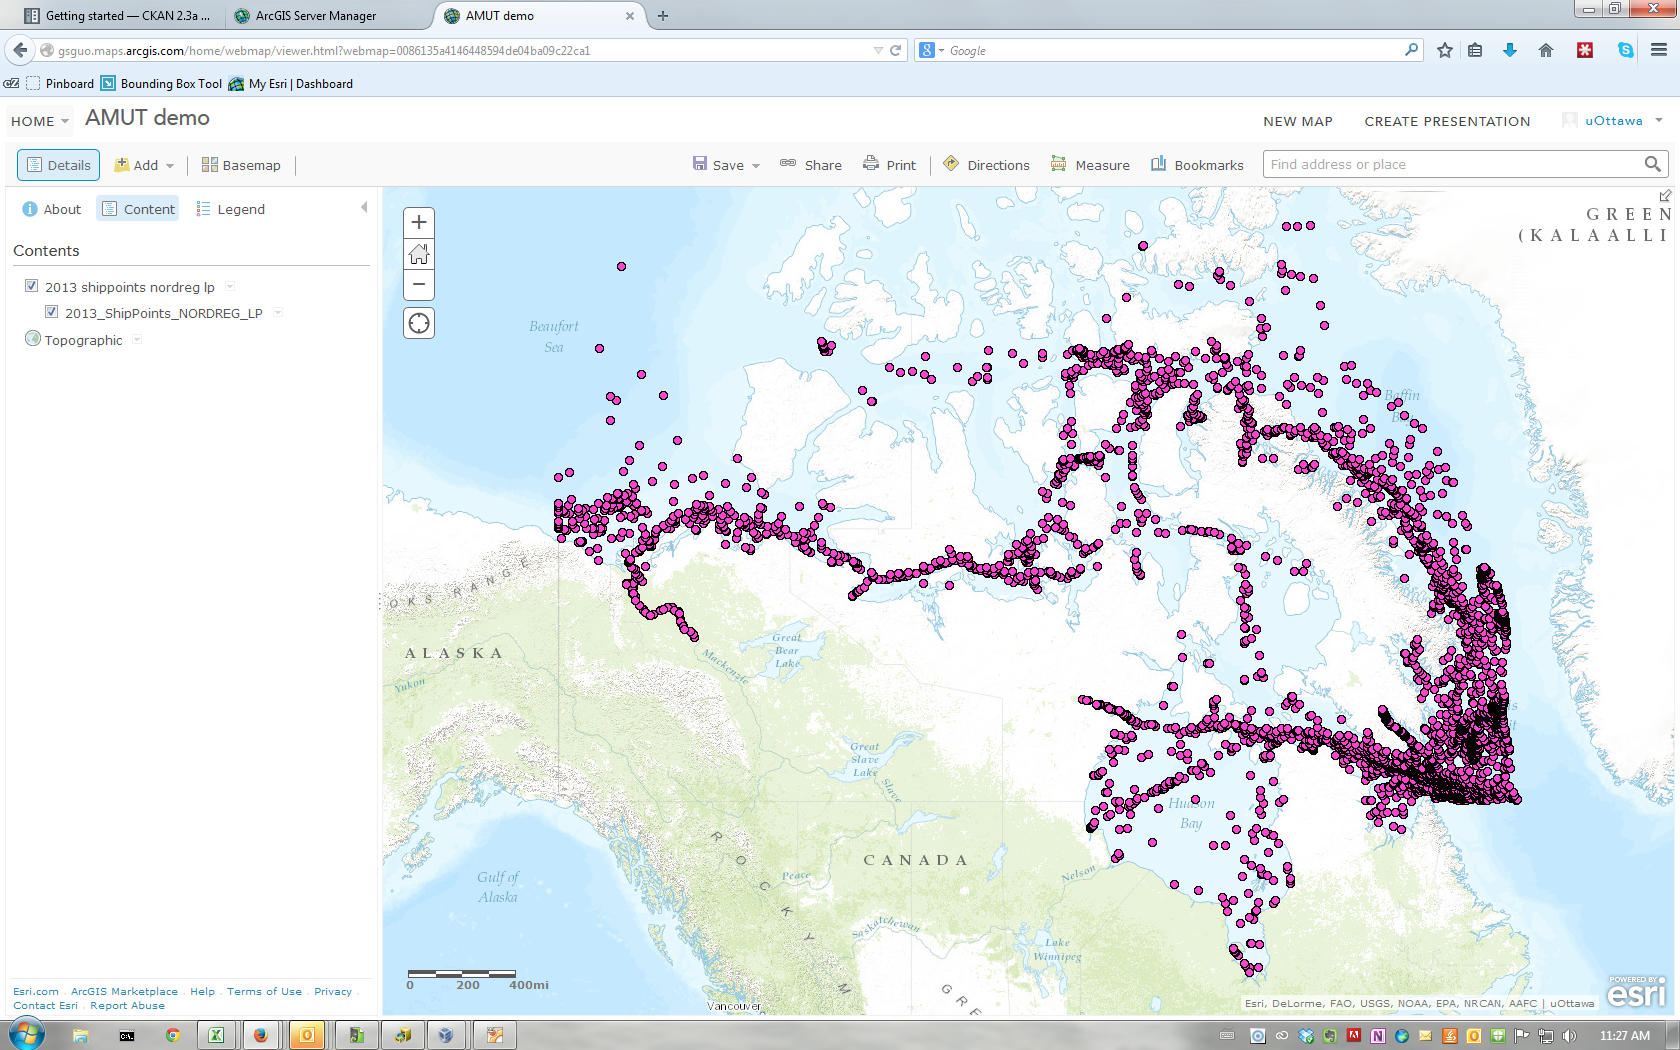 Getting started — CKAN 2.3a ...
ArcGIS Server Manager
AMUT demo
gsguo.maps.arcgis.com/home/webmap/viewer.html?webmap=0086135a4146448594de04ba09c22ca1
Google
Pinboard
Bounding Box Tool
My Esri | Dashboard
HOME
AMUT demo
NEW MAP
CREATE PRESENTATION
uOttawa
Details
Add
Basemap
Save
Share
Print
Directions
Measure
Bookmarks
Find address or place
About
Content
Legend
Contents
2013 shippoints nordreg lp
2013_ShipPoints_NORDREG_LP
Topographic
GREEN
(KALAALLI
Beaufort
Sea
Baffin
OKS RANGE
ALASKA
Yukon
Great
Bear
Lake
Mackenzie
Great
Slave
Lake
Slave
Hudson
Bay
CANADA
Peace
Nelson
Gulf of
Alaska
ROCKY M
Saskatchewan
Lake
Winnipeg
GRE
Vancouver
0 200 400mi
Esri, DeLorme, FAO, USGS, NOAA, EPA, NRCAN, AAFC | uOttawa
POWERED BY
esri
Esri.com . ArcGIS Marketplace . Help . Terms of Use . Privacy .
Contact Esri . Report Abuse
11:27 AM